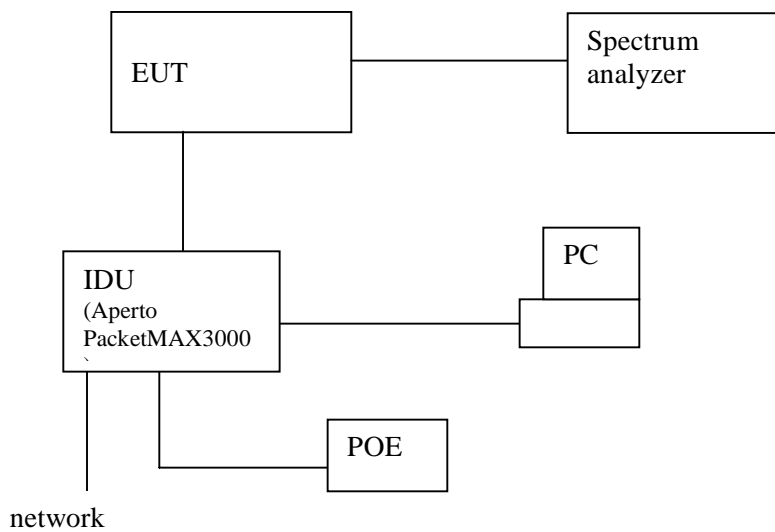 EUT
Spectrum
analyzer
IDU
(Aperto
PacketMAX3000
)
PC
POE
network